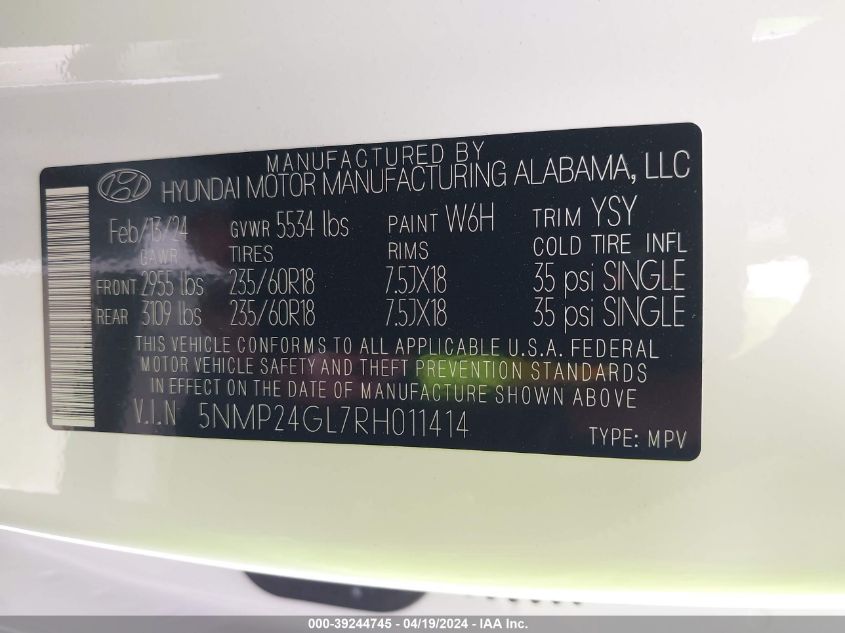 MANUFACTURED BY
HYUNDAI MOTOR MANUFACTURING ALABAMA, LLC
Feb/13/24 GVWR 5534 lbs PAINT W6H TRIM YSY
GAWR TIRES RIMS COLD TIRE INFL
FRONT 2955 lbs 235/60R18 7.5JX18 35 psi SINGLE
REAR 3109 lbs 235/60R18 7.5JX18 35 psi SINGLE
THIS VEHICLE CONFORMS TO ALL APPLICABLE U.S.A. FEDERAL
MOTOR VEHICLE SAFETY AND THEFT PREVENTION STANDARDS
IN EFFECT ON THE DATE OF MANUFACTURE SHOWN ABOVE
V.I.N 5NMP24GL7RH011414
TYPE: MPV
000-39244745 - 04/19/2024 - IAA Inc.